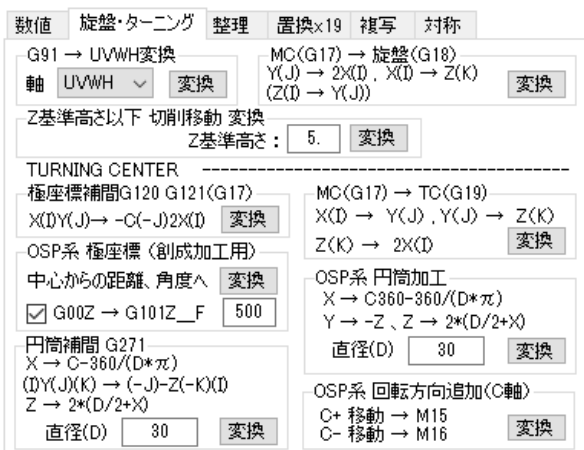 数値 旋盤・ターニング 整理 置換x19 複写 対称
G91 → UVWH変換
軸 UVWH 変換
MC(G17) → 旋盤(G18)
Y(J) → 2X(I) , X(I) → Z(K)
(Z(I) → Y(J))
変換
Z基準高さ以下 切削移動 変換
Z基準高さ: 5. 変換
TURNING CENTER
極座標補間G120 G121(G17)
X(I)Y(J)→ -C(-J)2X(I) 変換
MC(G17) → TC(G19)
X(I) → Y(J) , Y(J) → Z(K)
Z(K) → 2X(I) 変換
OSP系 極座標 (創成加工用)
中心からの距離、角度へ 変換
G00Z → G101Z__F 500
OSP系 円筒加工
X → C360-360/(D*π)
Y → -Z 、Z → 2*(D/2+X)
直径(D) 30 変換
円筒補間 G271
X → C-360/(D*π)
(I)Y(J)(K) → (-J)-Z(-K)(I)
Z → 2*(D/2+X)
直径(D) 30 変換
OSP系 回転方向追加(C軸)
C+ 移動 → M15
C- 移動 → M16
変換